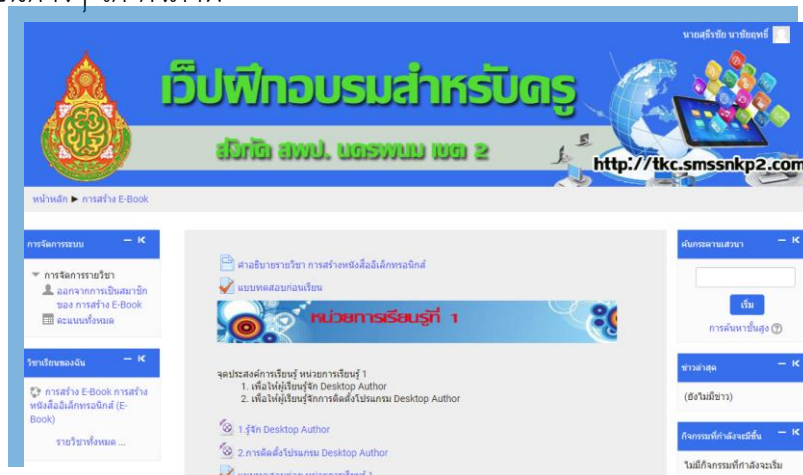 นายสุธีรชัย นาชัยฤทธิ์
เว็บฝึกอบรมสำหรับครู
สังกัด สพป. นครพนม เขต 2
http://tkc.smssnkp2.com
หน้าหลัก ► การสร้าง E-Book
การจัดการระบบ
การจัดการรายวิชา
ออกจากการเป็นสมาชิก
ของ การสร้าง E-Book
คะแนนทั้งหมด
วิชาเรียนของฉัน
การสร้าง E-Book การสร้าง
หนังสืออิเล็กทรอนิกส์ (E-
Book)
รายวิชาทั้งหมด ...
คำอธิบายรายวิชา การสร้างหนังสืออิเล็กทรอนิกส์
แบบทดสอบก่อนเรียน
หน่วยการเรียนรู้ที่ 1
จุดประสงค์การเรียนรู้ หน่วยการเรียนรู้ 1
1. เพื่อให้ผู้เรียนรู้จัก Desktop Author
2. เพื่อให้ผู้เรียนรู้จักการติดตั้งโปรแกรม Desktop Author
1.รู้จัก Desktop Author
2.การติดตั้งโปรแกรม Desktop Author
ค้นกระดานเสวนา
เริ่ม
การค้นหาชั้นสูง
ข่าวล่าสุด
(ยังไม่มีข่าว)
กิจกรรมที่กำลังจะมีขึ้น
ไม่มีกิจกรรมที่กำลังจะเริ่ม